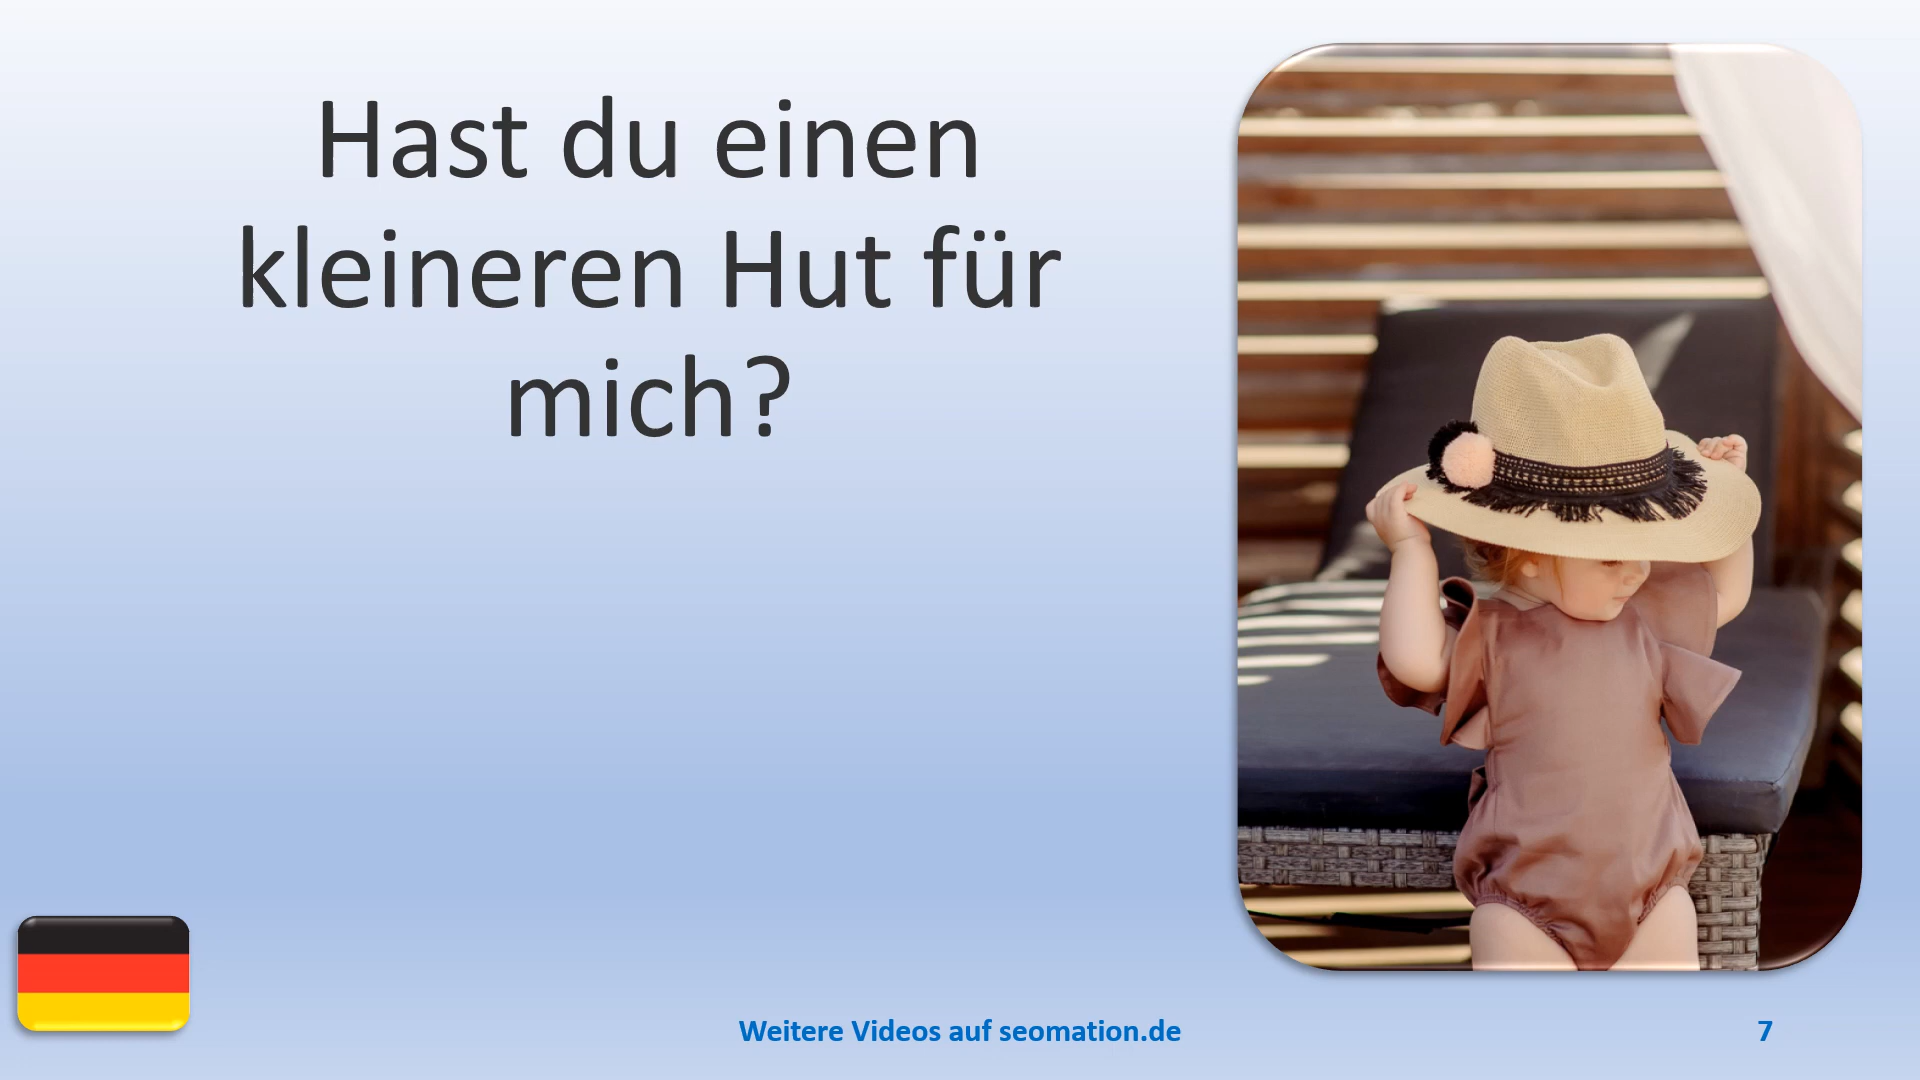 Hast du einen
kleineren Hut für
mich?
Weitere Videos auf seomation.de
7